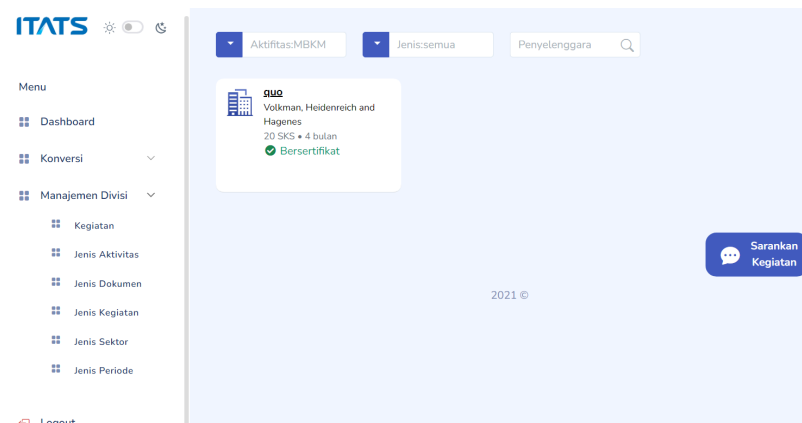 ITATS
Menu
Dashboard
Konversi
Manajemen Divisi
Kegiatan
Jenis Aktivitas
Jenis Dokumen
Jenis Kegiatan
Jenis Sektor
Jenis Periode
Logout
Aktifitas:MBKM
Jenis:semua
Penyelenggara
quo
Volkman, Heidenreich and
Hagenes
20 SKS • 4 bulan
Bersertifikat
Sarankan
Kegiatan
2021 ©